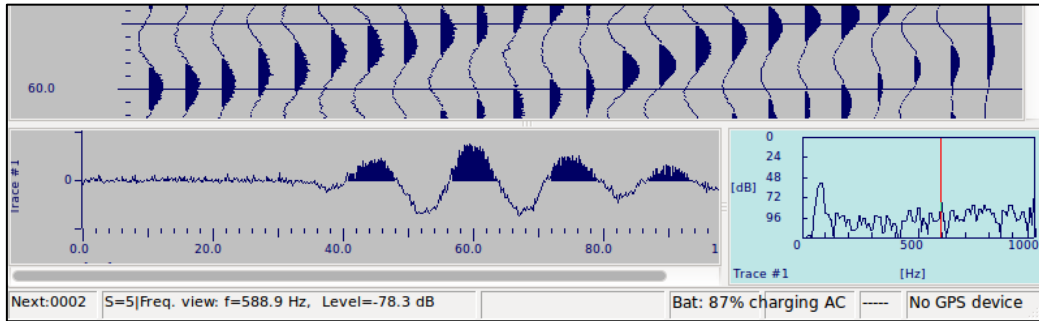 60.0
Trace #1
0
0.0 20.0 40.0 60.0 80.0 1
0
24
[dB] 48
72
96
0 500 1000
Trace #1 [Hz]
Next:0002 S=5|Freq. view: f=588.9 Hz, Level=-78.3 dB Bat: 87% charging AC ----- No GPS device